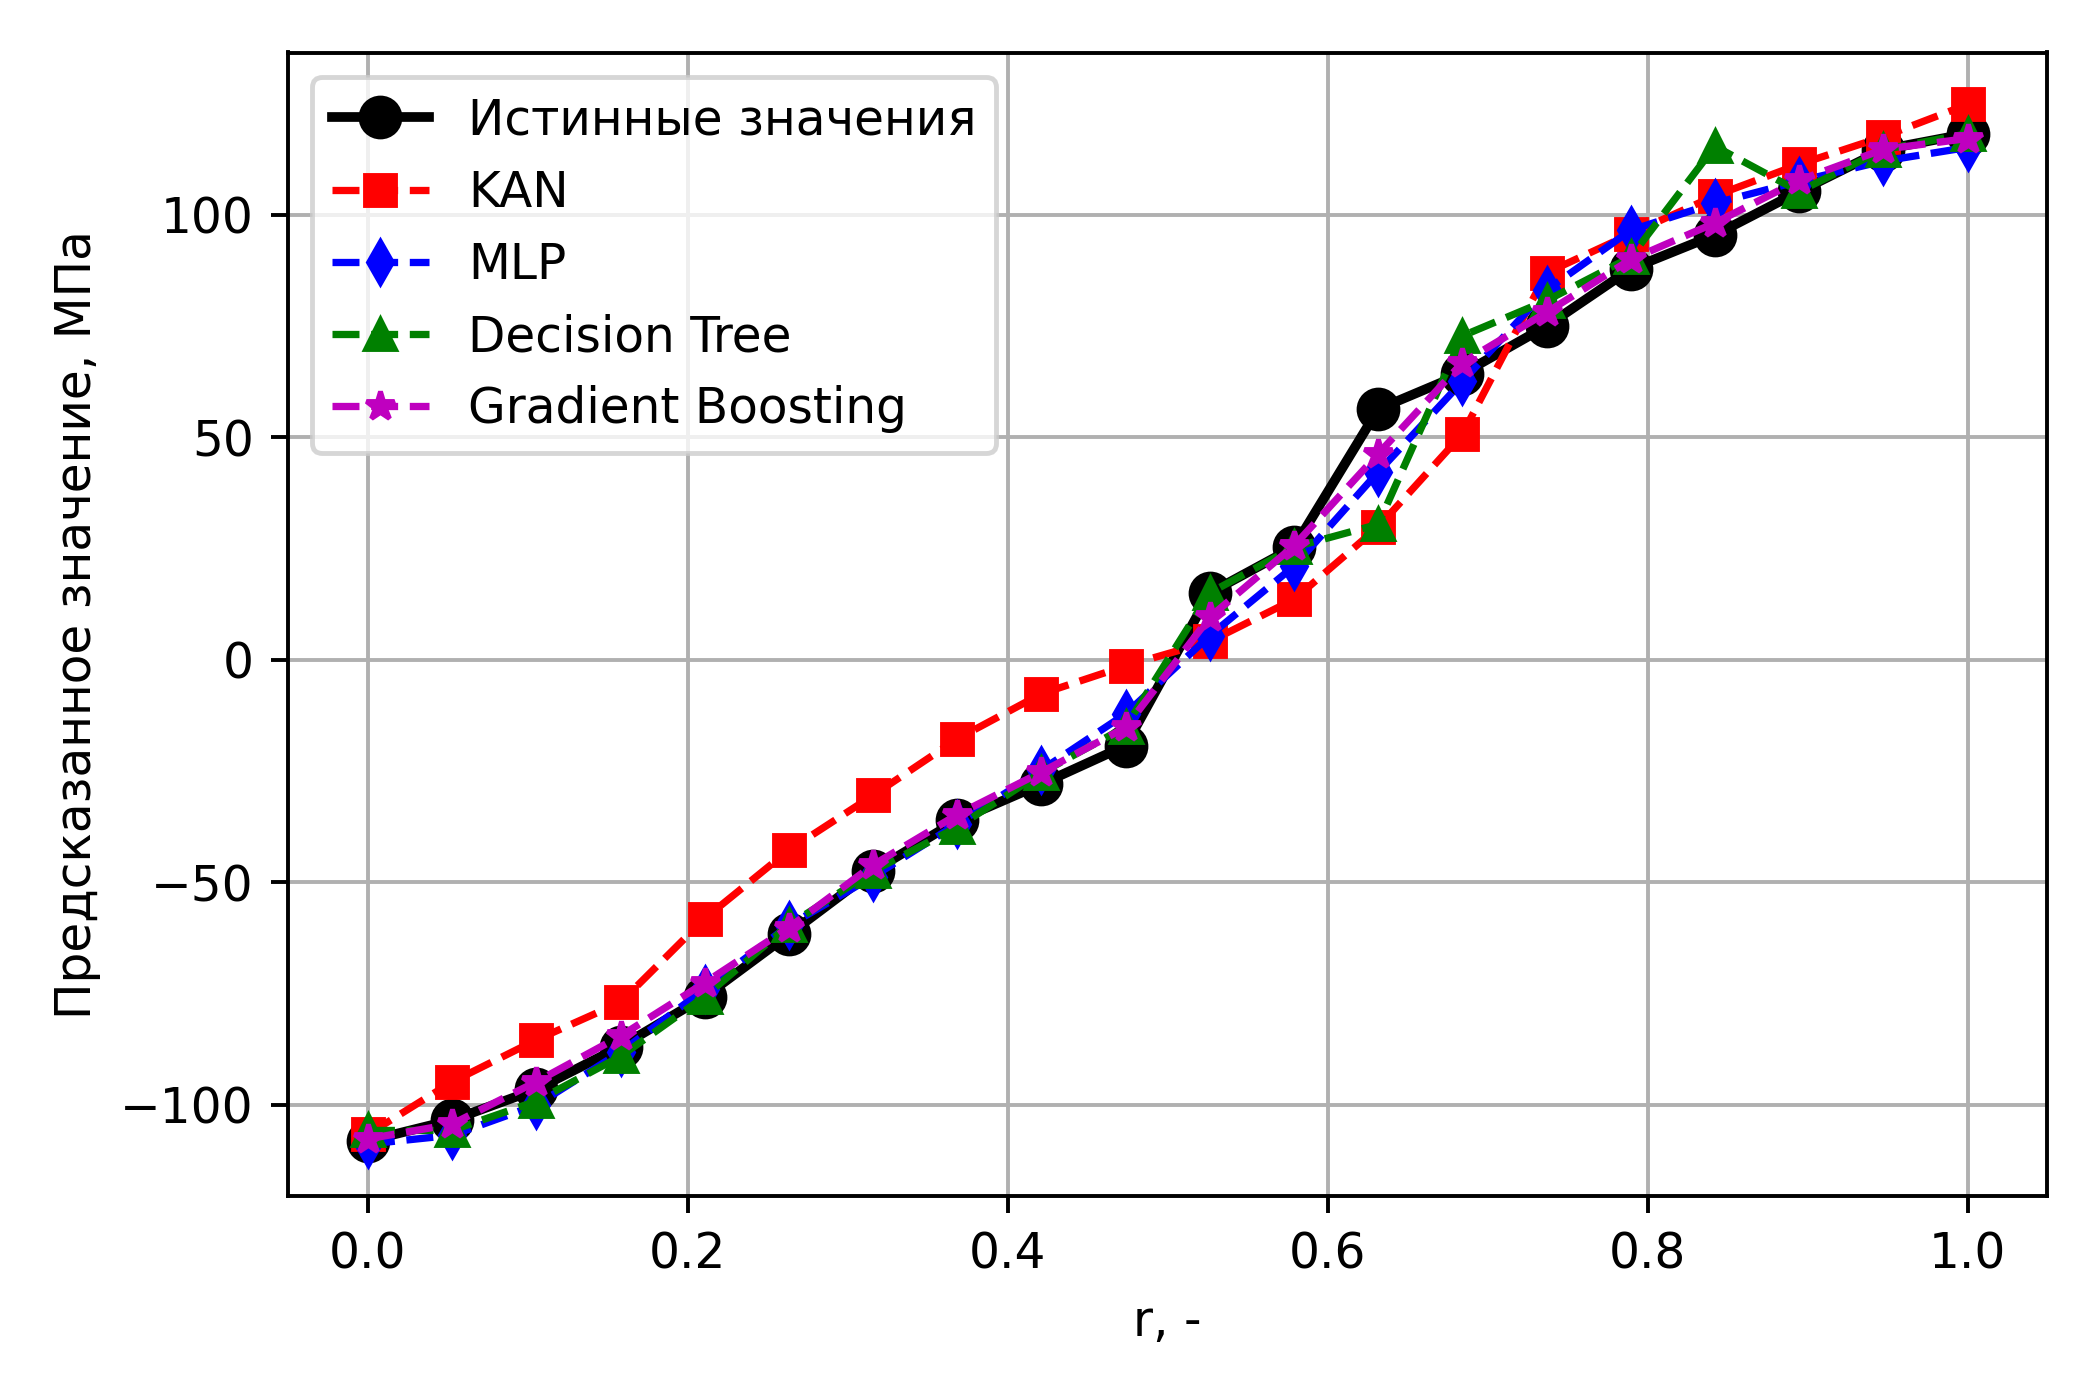 Истинные значения
KAN
MLP
Decision Tree
Gradient Boosting
Предсказанное значение, МПа
100
50
0
−50
−100
0.0 0.2 0.4 0.6 0.8 1.0
r, -